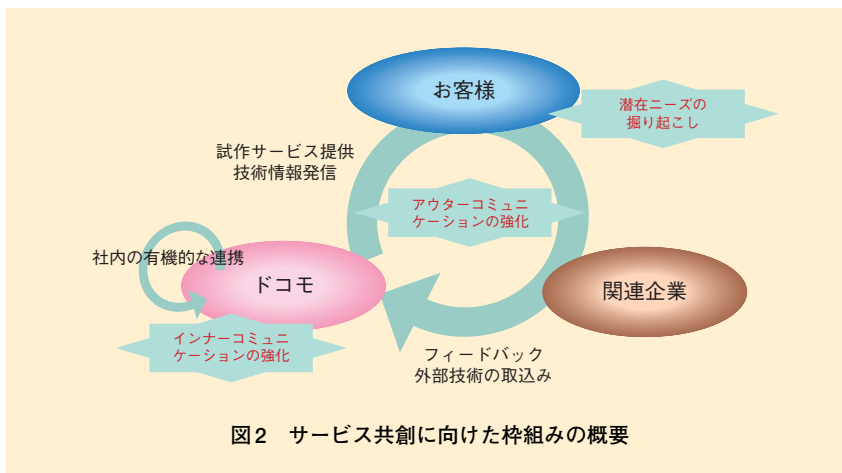 お客様
潜在ニーズの
掘り起こし
試作サービス提供
技術情報発信
アウターコミュニ
ケーションの強化
社内の有機的な連携
ドコモ
関連企業
インナーコミュニ
ケーションの強化
フィードバック
外部技術の取込み
図2 サービス共創に向けた枠組みの概要